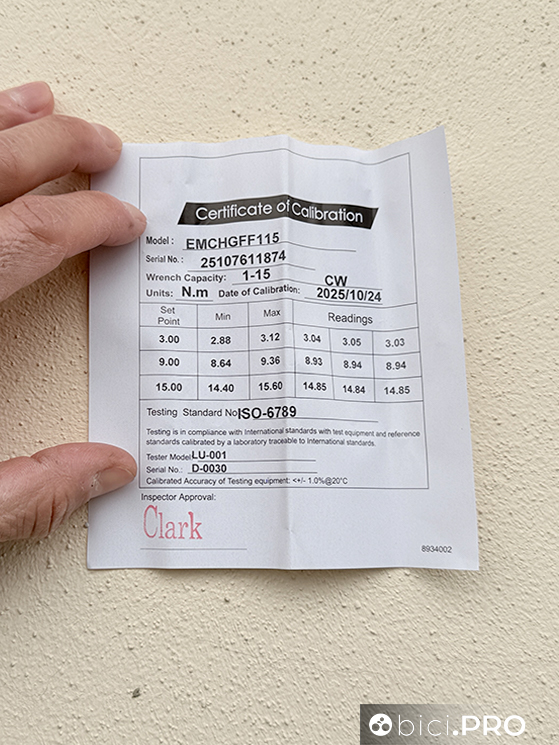 Certificate of Calibration
Model : EMCHGFF115
Serial No. : 25107611874
Wrench Capacity: 1-15 CW
Units: N.m Date of Calibration: 2025/10/24
Set Point Min Max Readings
3.00 2.88 3.12 3.04 3.05 3.03
9.00 8.64 9.36 8.93 8.94 8.94
15.00 14.40 15.60 14.85 14.84 14.85
Testing Standard No ISO-6789
Testing is in compliance with International standards with test equipment and reference
standards calibrated by a laboratory traceable to International standards.
Tester Model LU-001
Serial No.: D-0030
Calibrated Accuracy of Testing equipment: <+/- 1.0%@20°C
Inspector Approval:
Clark
8934002
bici.PRO